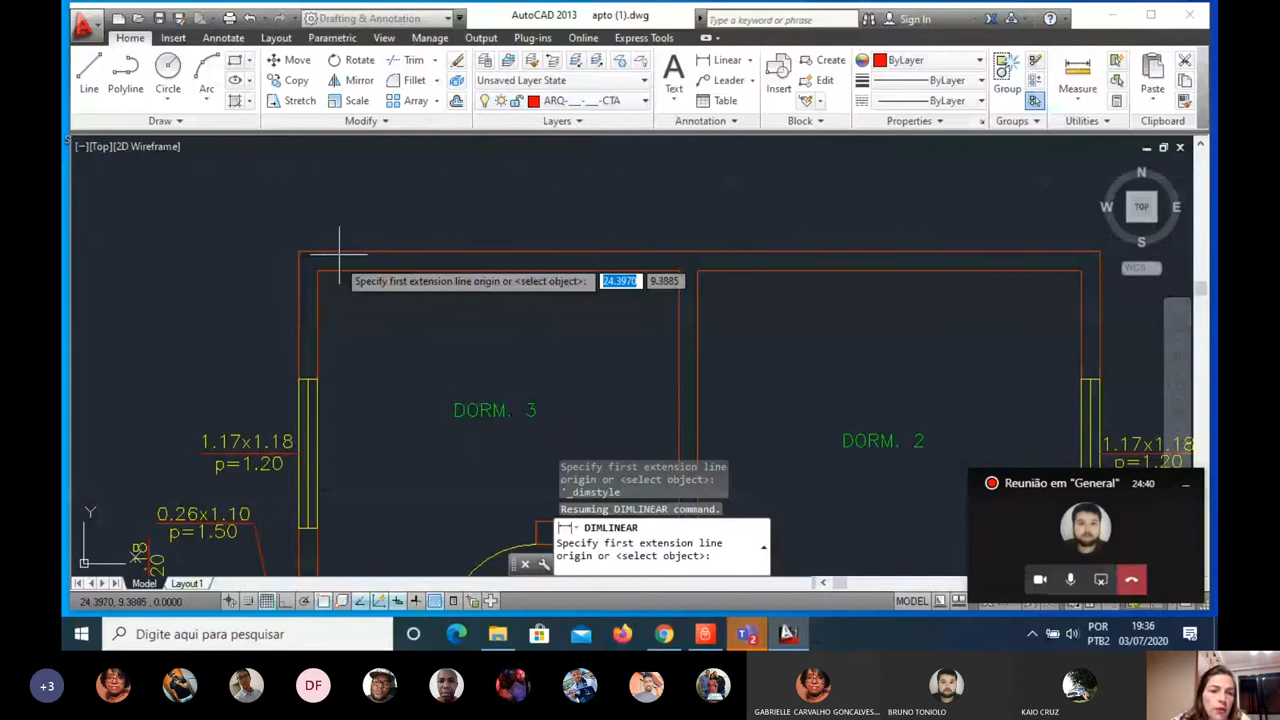 Drafting & Annotation
AutoCAD 2013 apto (1).dwg
Type a keyword or phrase
Sign In
Home Insert Annotate Layout Parametric View Manage Output Plug-ins Online Express Tools
Line Polyline Circle Arc
Move Rotate Trim
Copy Mirror Fillet
Stretch Scale Array
Unsaved Layer State
ARQ-__-__-CTA
Text
Linear
Leader
Table
Insert
Create
Edit
ByLayer
ByLayer
ByLayer
Group
Measure
Paste
Draw Modify Layers Annotation Block Properties Groups Utilities Clipboard
[−][Top][2D Wireframe]
N
W TOP E
S
WCS
Specify first extension line origin or <select object>: 24.3970 9.3885
DORM. 3
DORM. 2
1.17x1.18
p=1.20
1.17x1.18
p=1.20
0.26x1.10
p=1.50
Y
Specify first extension line
origin or <select object>:
'_dimstyle
Resuming DIMLINEAR command.
DIMLINEAR
Specify first extension line
origin or <select object>:
Reunião em "General" 24:40
Model Layout1
24.3970, 9.3885 , 0.0000
MODEL
Digite aqui para pesquisar
POR
PTB2
19:36
03/07/2020
+3
DF
GABRIELLE CARVALHO GONCALVES...
BRUNO TONIOLO
KAIO CRUZ